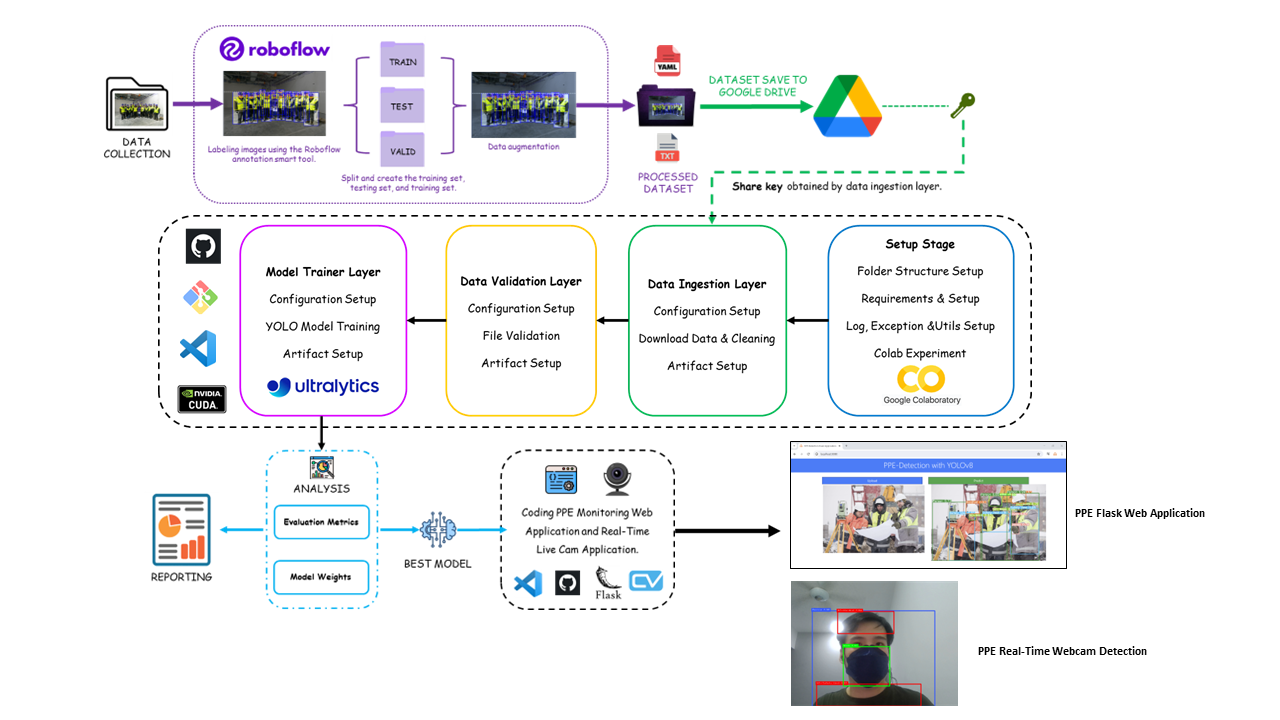 roboflow
TRAIN
TEST
VALID
YAML
TXT
DATA
COLLECTION
Labeling images using the Roboflow
annotation smart tool.
Split and create the training set,
testing set, and training set.
Data augmentation
PROCESSED
DATASET
DATASET SAVE TO
GOOGLE DRIVE
Share key obtained by data ingestion layer.
NVIDIA.
CUDA.
Model Trainer Layer
Configuration Setup
YOLO Model Training
Artifact Setup
ultralytics
Data Validation Layer
Configuration Setup
File Validation
Artifact Setup
Data Ingestion Layer
Configuration Setup
Download Data & Cleaning
Artifact Setup
Setup Stage
Folder Structure Setup
Requirements & Setup
Log, Exception &Utils Setup
Colab Experiment
Google Colaboratory
REPORTING
ANALYSIS
Evaluation Metrics
Model Weights
BEST MODEL
Coding PPE Monitoring Web
Application and Real-Time
Live Cam Application.
Flask
CV
PPE-Detection with YOLOv8
PPE Flask Web Application
PPE Real-Time Webcam Detection